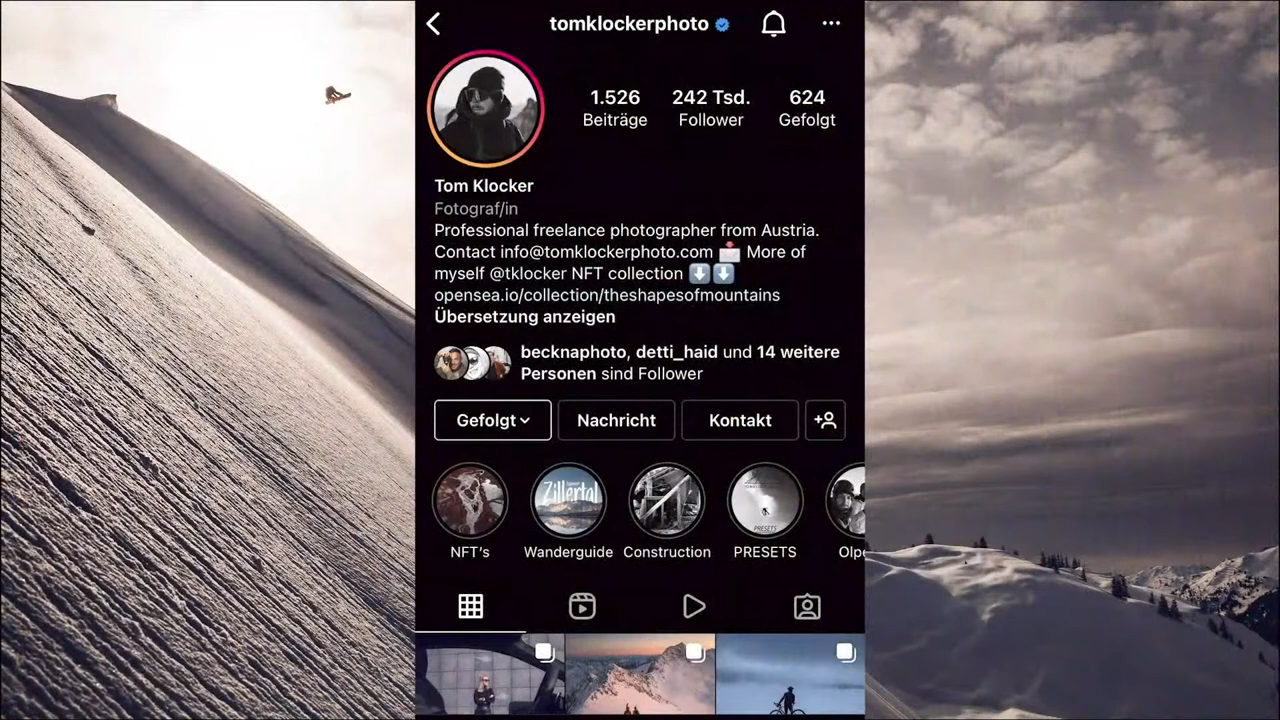 tomklockerphoto
1.526
Beiträge
242 Tsd.
Follower
624
Gefolgt
Tom Klocker
Fotograf/in
Professional freelance photographer from Austria.
Contact info@tomklockerphoto.com 📩 More of
myself @tklocker NFT collection ⬇️⬇️
opensea.io/collection/theshapesofmountains
Übersetzung anzeigen
becknaphoto, detti_haid und 14 weitere
Personen sind Follower
Gefolgt
Nachricht
Kontakt
Zillertal
PRESETS
NFT's
Wanderguide
Construction
PRESETS
Olpe